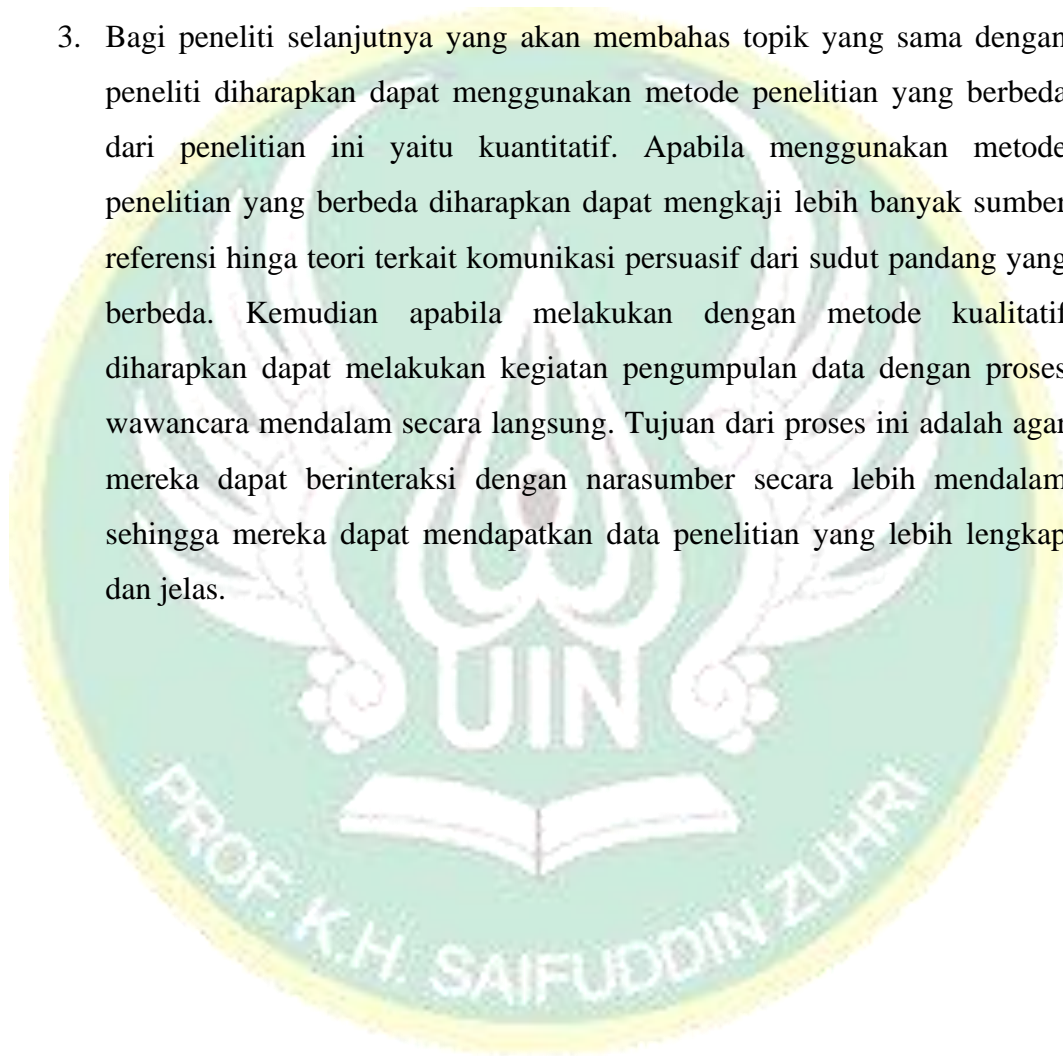 3. Bagi peneliti selanjutnya yang akan membahas topik yang sama dengan
peneliti diharapkan dapat menggunakan metode penelitian yang berbeda
dari penelitian ini yaitu kuantitatif. Apabila menggunakan metode
penelitian yang berbeda diharapkan dapat mengkaji lebih banyak sumber
referensi hingga teori terkait komunikasi persuasif dari sudut pandang yang
berbeda. Kemudian apabila melakukan dengan metode kualitatif
diharapkan dapat melakukan kegiatan pengumpulan data dengan proses
wawancara mendalam secara langsung. Tujuan dari proses ini adalah agar
mereka dapat berinteraksi dengan narasumber secara lebih mendalam
sehingga mereka dapat mendapatkan data penelitian yang lebih lengkap
dan jelas.
UIN
PROF. K.H. SAIFUDDIN ZUHRI